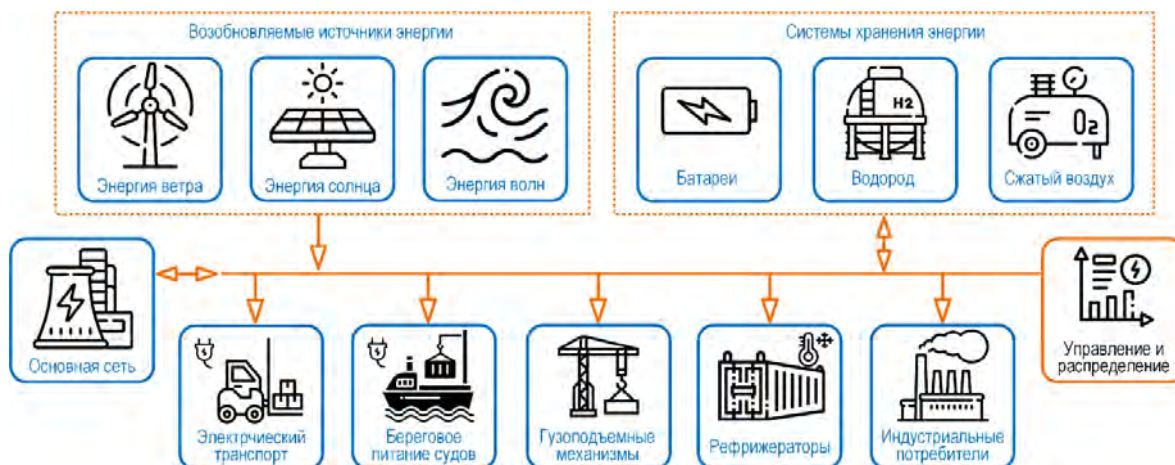 Возобновляемые источники энергии
Системы хранения энергии
Энергия ветра
Энергия солнца
Энергия волн
Батареи
H2
Водород
O2
Сжатый воздух
Основная сеть
Управление и
распределение
Электрчиеский
транспорт
Береговое
питание судов
Гузоподъемные
механизмы
Рефрижераторы
Индустриальные
потребители